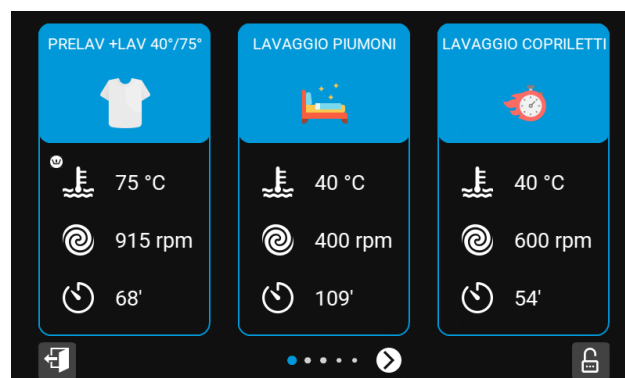 PRELAV +LAV 40°/75°
75 °C
915 rpm
68'
LAVAGGIO PIUMONI
40 °C
400 rpm
109'
LAVAGGIO COPRILETTI
40 °C
600 rpm
54'